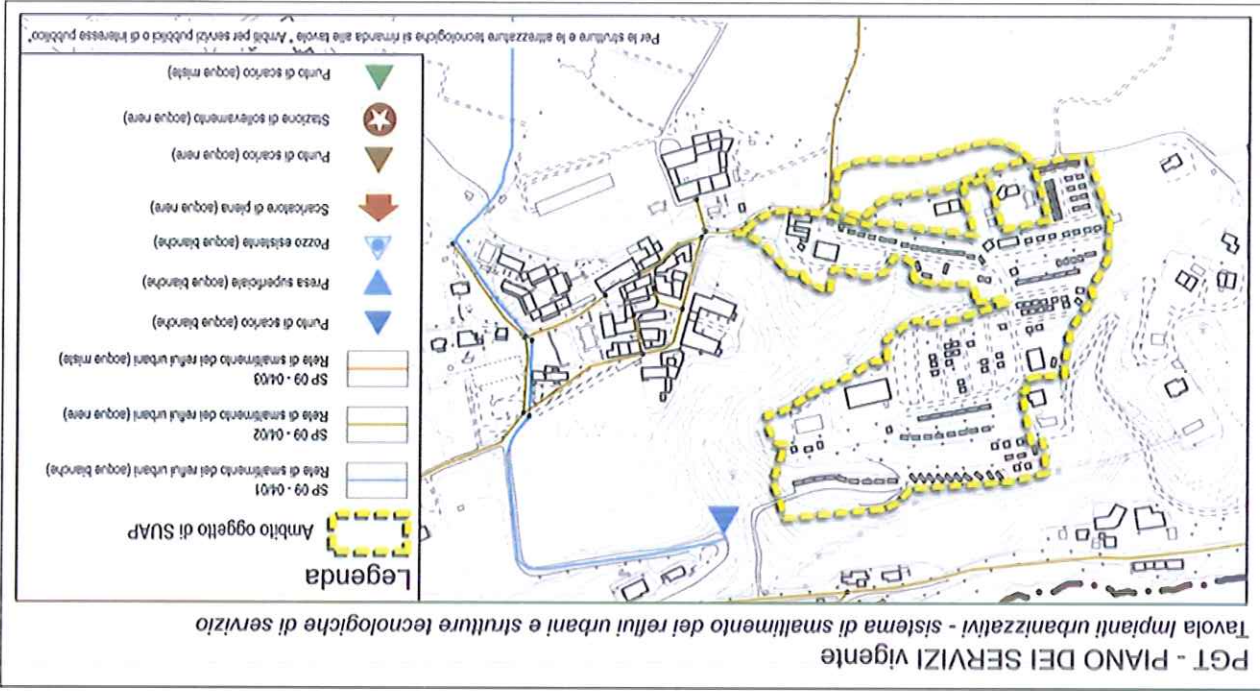 PGT - PIANO DEI SERVIZI vigente
Tavola Impianti urbanizzativi - sistema di smaltimento dei reflui urbani e strutture tecnologiche di servizio
Legenda
Ambito oggetto di SUAP
SP 09 - 04/01
Rete di smaltimento dei reflui urbani (acque bianche)
SP 09 - 04/02
Rete di smaltimento dei reflui urbani (acque nere)
SP 09 - 04/03
Rete di smaltimento dei reflui urbani (acque miste)
Punto di scarico (acque bianche)
Presa superficiale (acque bianche)
Pozzo esistente (acque bianche)
Scaricatore di piena (acque nere)
Punto di scarico (acque nere)
Stazione di sollevamento (acque nere)
Punto di scarico (acque miste)
Per le strutture e le attrezzature tecnologiche si rimanda alla tavola "Ambiti per servizi pubblici o di interesse pubblico"